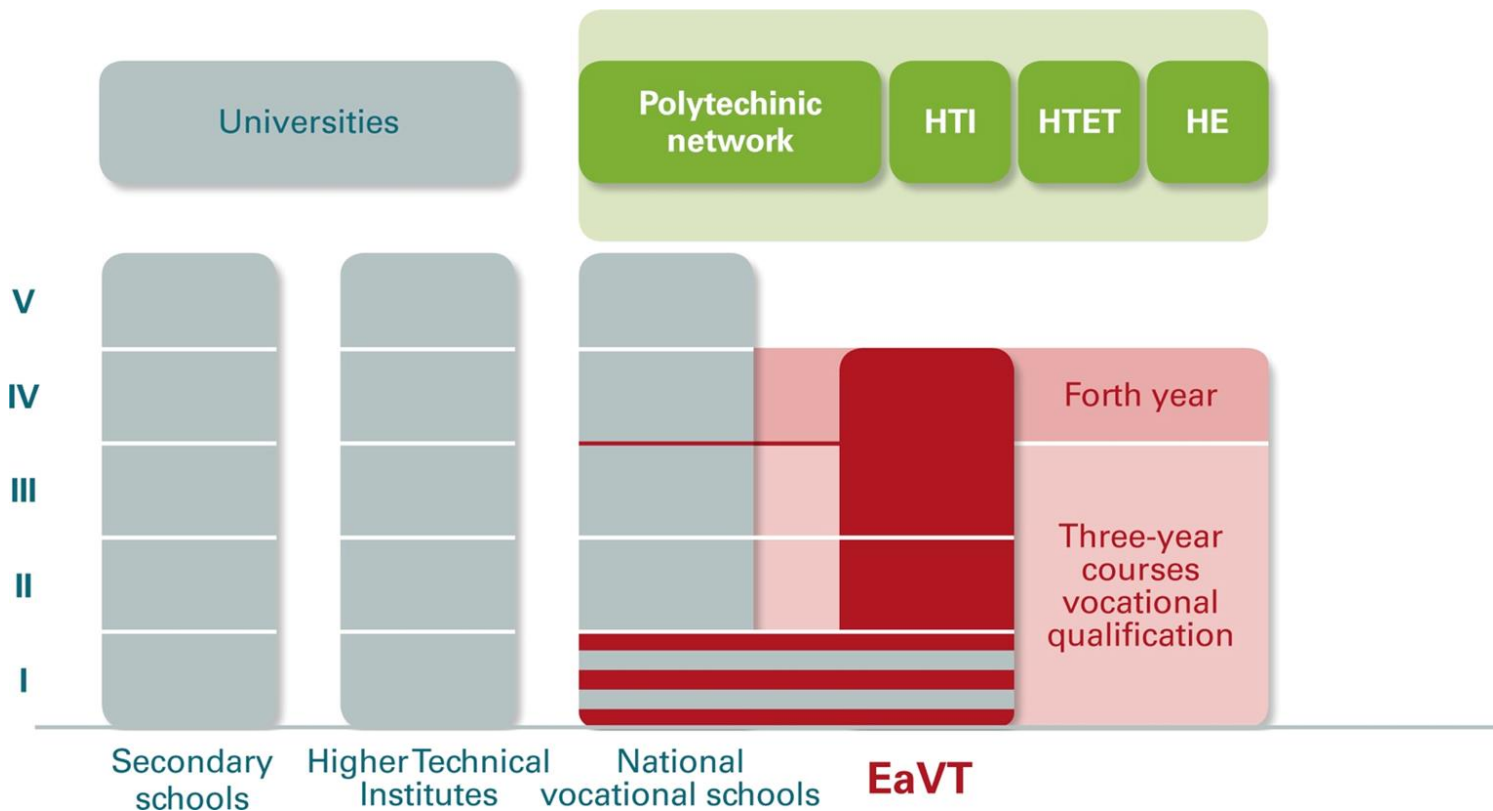 Universities
Polytechinic
network
HTI
HTET
HE
V
IV
III
II
I
Forth year
Three-year
courses
vocational
qualification
Secondary
schools
Higher Technical
Institutes
National
vocational schools
EaVT